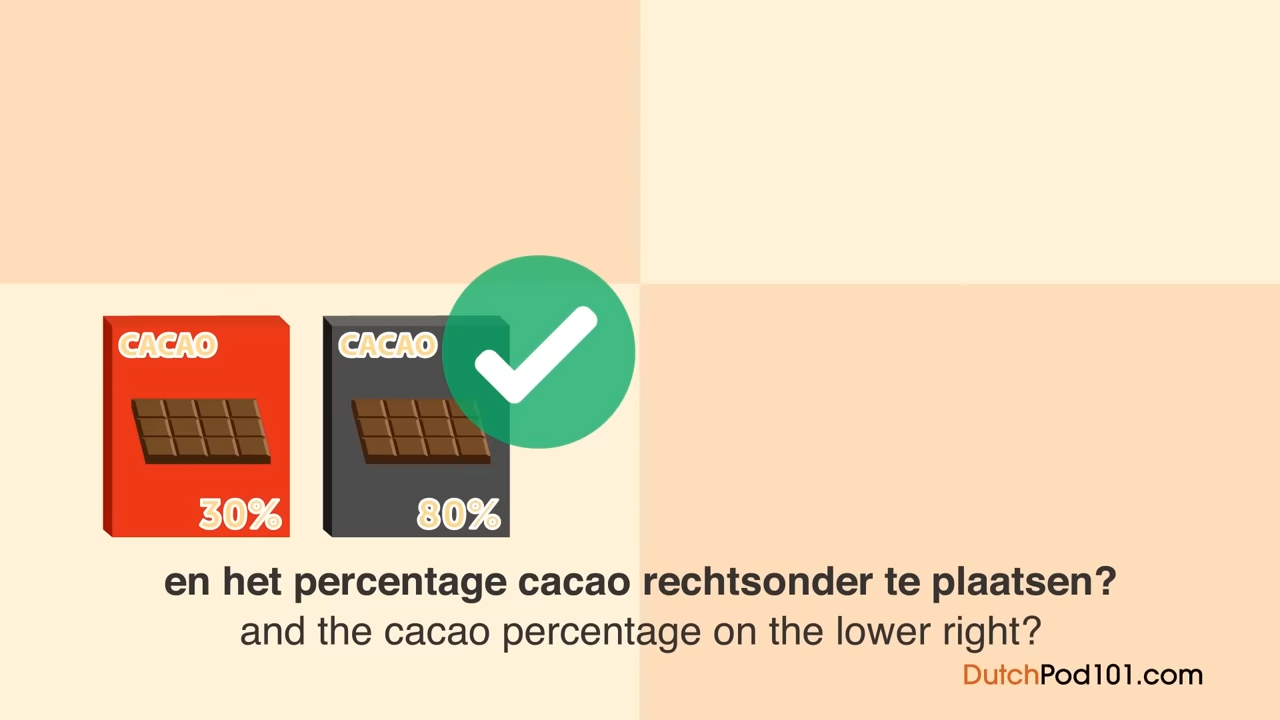 CACAO
30%
CACAO
80%
en het percentage cacao rechtsonder te plaatsen?
and the cacao percentage on the lower right?
DutchPod101.com